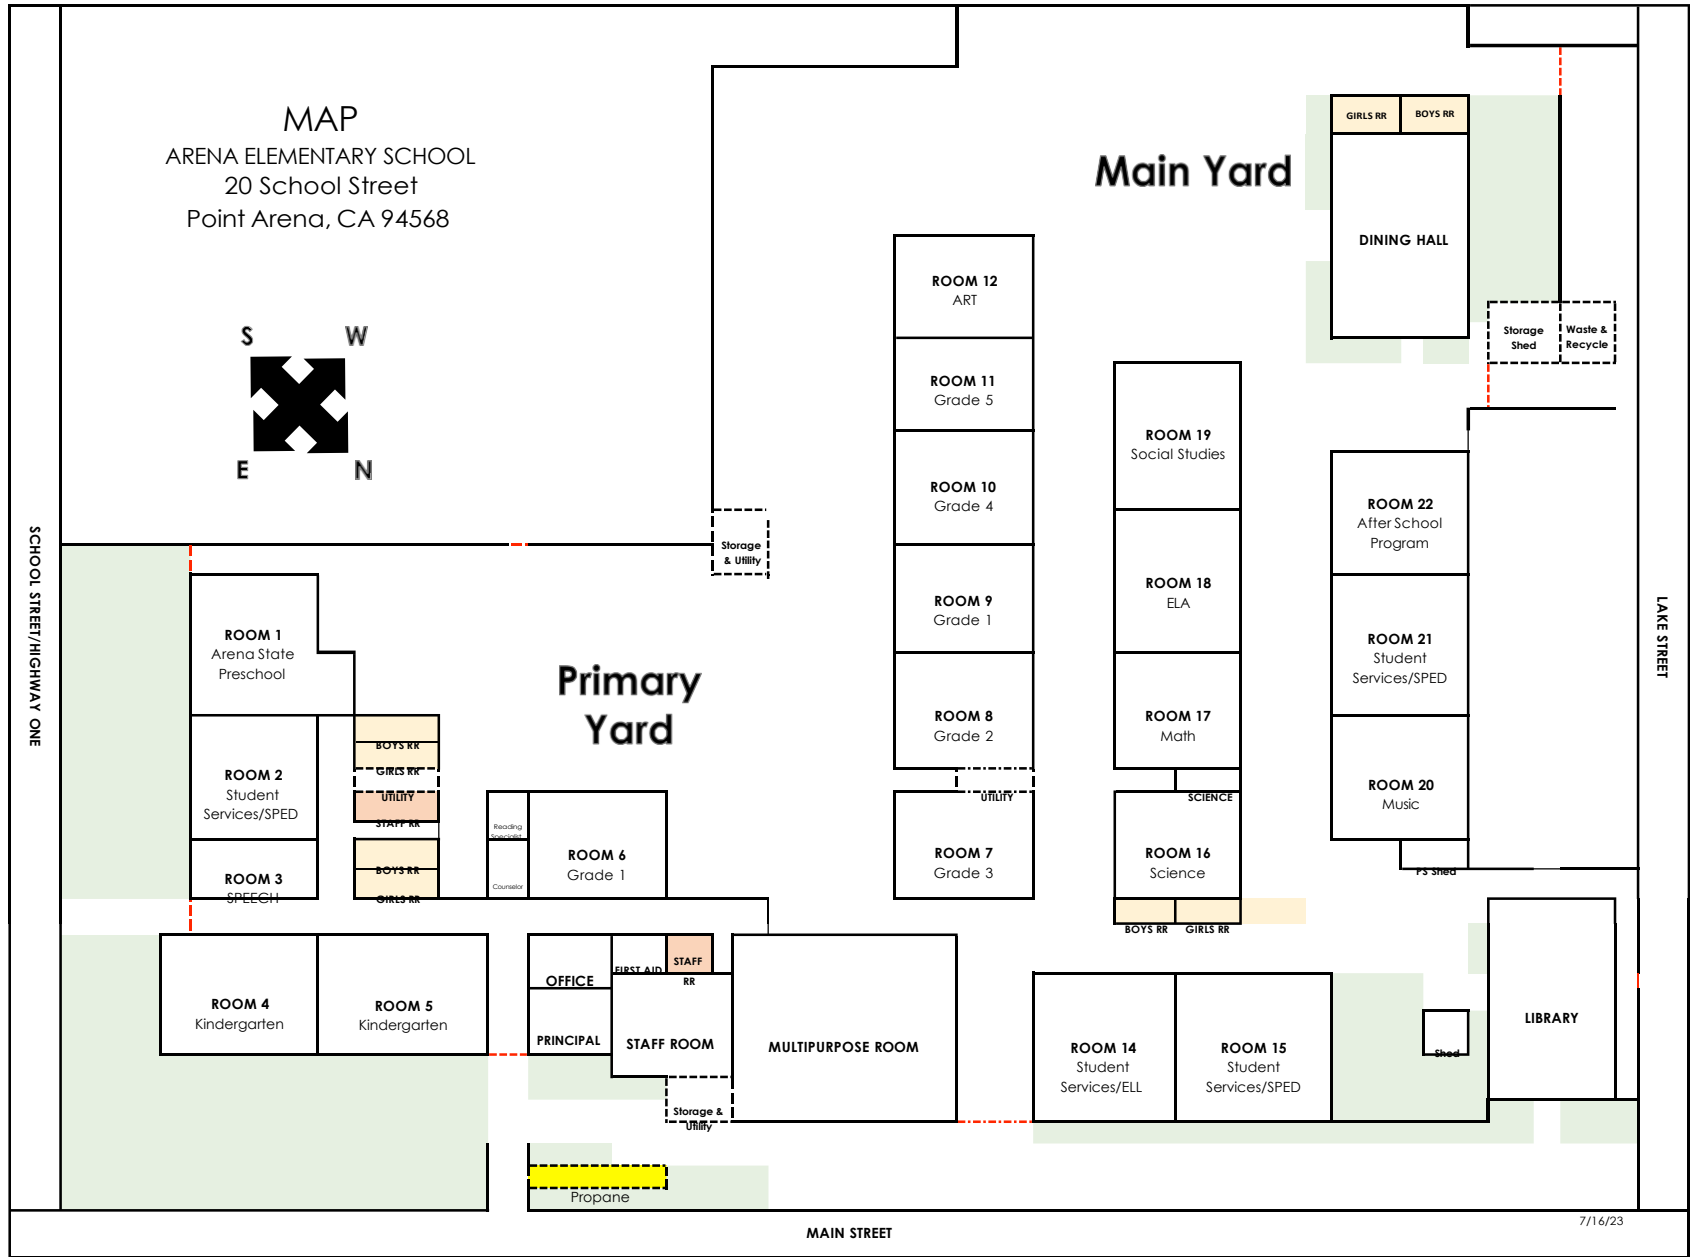 MAP
ARENA ELEMENTARY SCHOOL
20 School Street
Point Arena, CA 94568
S
W
E
N
Main Yard
GIRLS RR
BOYS RR
DINING HALL
Storage
Shed
Waste &
Recycle
ROOM 12
ART
ROOM 11
Grade 5
ROOM 10
Grade 4
ROOM 9
Grade 1
ROOM 8
Grade 2
UTILITY
ROOM 7
Grade 3
ROOM 19
Social Studies
ROOM 18
ELA
ROOM 17
Math
SCIENCE
ROOM 16
Science
BOYS RR
GIRLS RR
ROOM 22
After School
Program
ROOM 21
Student
Services/SPED
ROOM 20
Music
PS Shed
Storage
& Utility
SCHOOL STREET/HIGHWAY ONE
LAKE STREET
ROOM 1
Arena State
Preschool
Primary
Yard
ROOM 2
Student
Services/SPED
BOYS RR
GIRLS RR
UTILITY
STAFF RR
BOYS RR
GIRLS RR
ROOM 3
SPEECH
Reading
Specialist
Counselor
ROOM 6
Grade 1
ROOM 4
Kindergarten
ROOM 5
Kindergarten
OFFICE
FIRST AID
STAFF
RR
PRINCIPAL
STAFF ROOM
MULTIPURPOSE ROOM
Storage &
Utility
ROOM 14
Student
Services/ELL
ROOM 15
Student
Services/SPED
Shed
LIBRARY
Propane
MAIN STREET
7/16/23